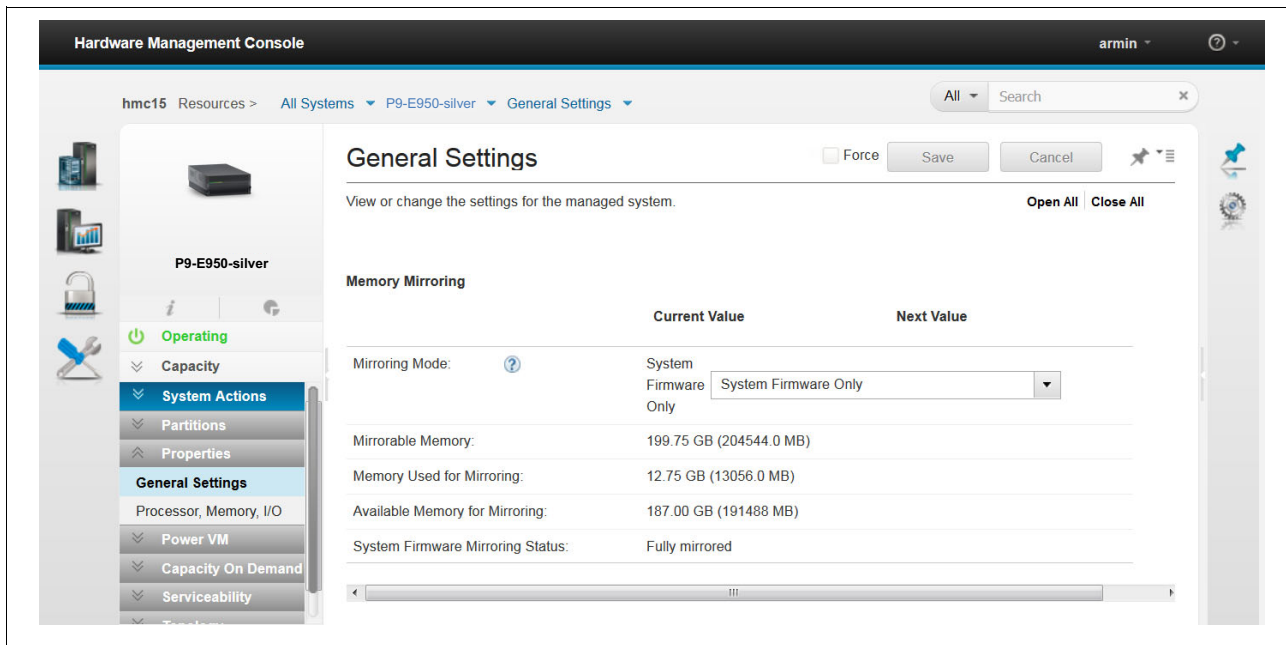 Hardware Management Console armin
hmc15 Resources > All Systems P9-E950-silver General Settings All Search
P9-E950-silver
Operating
Capacity
System Actions
Partitions
Properties
General Settings
Processor, Memory, I/O
Power VM
Capacity On Demand
Serviceability
Topology
General Settings Force Save Cancel
View or change the settings for the managed system. Open All Close All
Memory Mirroring
Current Value Next Value
Mirroring Mode: ? System
Firmware System Firmware Only
Only
Mirrorable Memory: 199.75 GB (204544.0 MB)
Memory Used for Mirroring: 12.75 GB (13056.0 MB)
Available Memory for Mirroring: 187.00 GB (191488 MB)
System Firmware Mirroring Status: Fully mirrored